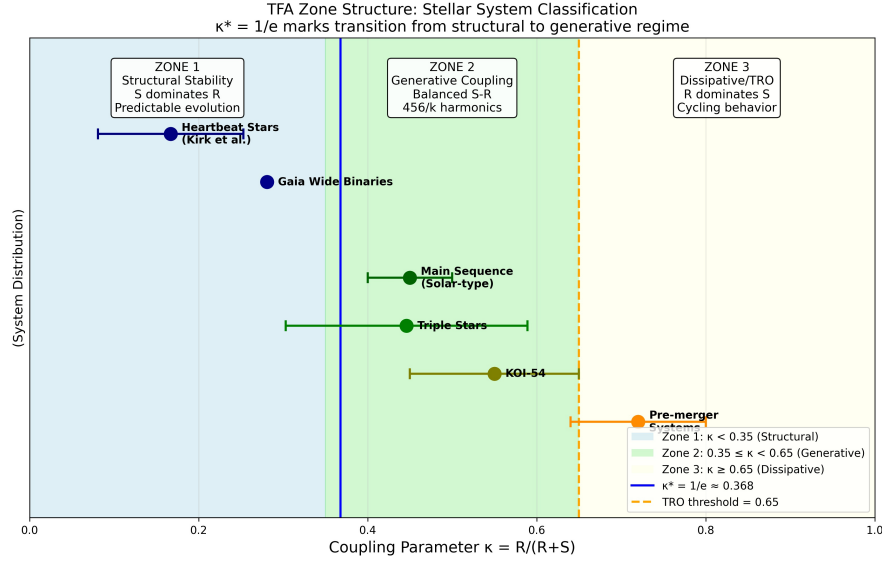 TFA Zone Structure: Stellar System Classification
κ* = 1/e marks transition from structural to generative regime
ZONE 1
Structural Stability
S dominates R
Predictable evolution
ZONE 2
Generative Coupling
Balanced S-R
456/k harmonics
ZONE 3
Dissipative/TRO
R dominates S
Cycling behavior
Heartbeat Stars
(Kirk et al.)
Gaia Wide Binaries
Main Sequence
(Solar-type)
Triple Stars
KOI-54
Pre-merger
Systems
(System Distribution)
Zone 1: κ < 0.35 (Structural)
Zone 2: 0.35 ≤ κ < 0.65 (Generative)
Zone 3: κ ≥ 0.65 (Dissipative)
κ* = 1/e ≈ 0.368
TRO threshold = 0.65
0.0 0.2 0.4 0.6 0.8 1.0
Coupling Parameter κ = R/(R+S)